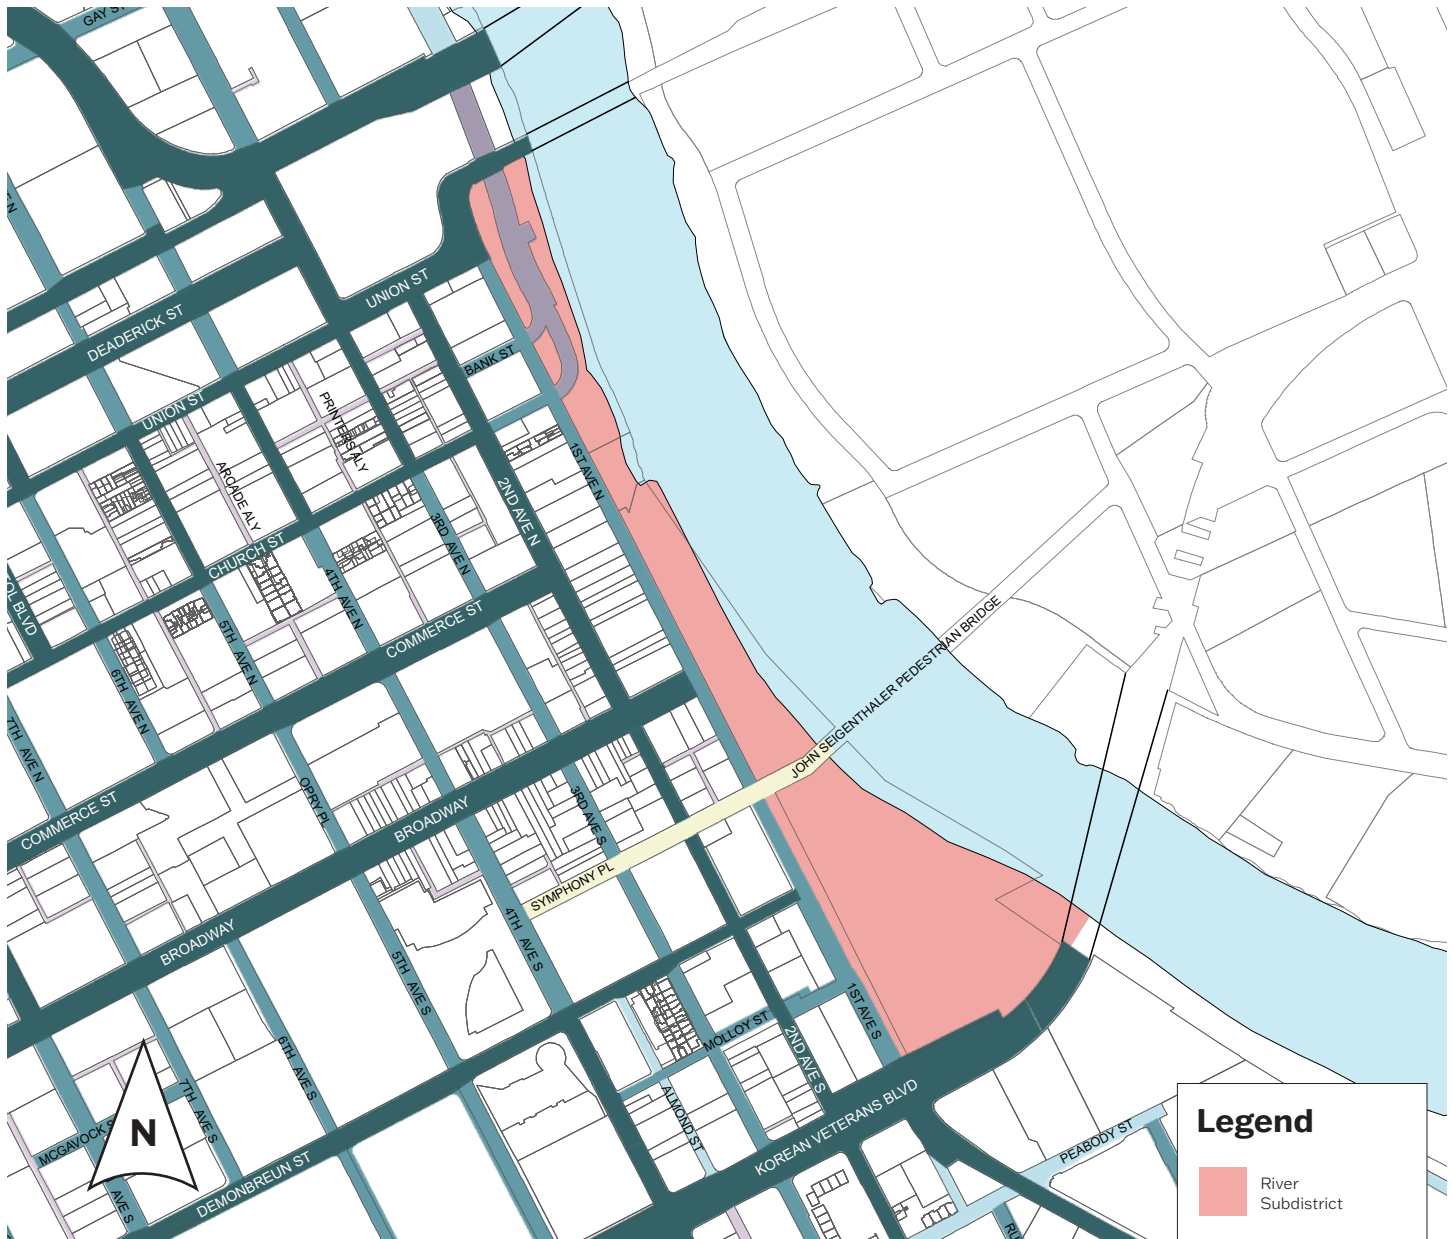 GAY ST
UNION ST
DEADERICK ST
BANK ST
UNION ST
PRINTERS ALY
1ST AVE N
ARCADE ALY
2ND AVE N
3RD AVE N
CHURCH ST
4TH AVE N
BLVD
COMMERCE ST
5TH AVE N
6TH AVE N
JOHN SEIGENTHALER PEDESTRIAN BRIDGE
7TH AVE N
OPRY PL
COMMERCE ST
BROADWAY
3RD AVE S
SYMPHONY PL
BROADWAY
4TH AVE S
5TH AVE S
1ST AVE S
MOLLOY ST
2ND AVE S
6TH AVE S
7TH AVE S
ALMOND ST
KOREAN VETERANS BLVD
PEABODY ST
MCGAVOCK S
N
DEMONBREUN ST
AVE S
RU
Legend
River
Subdistrict